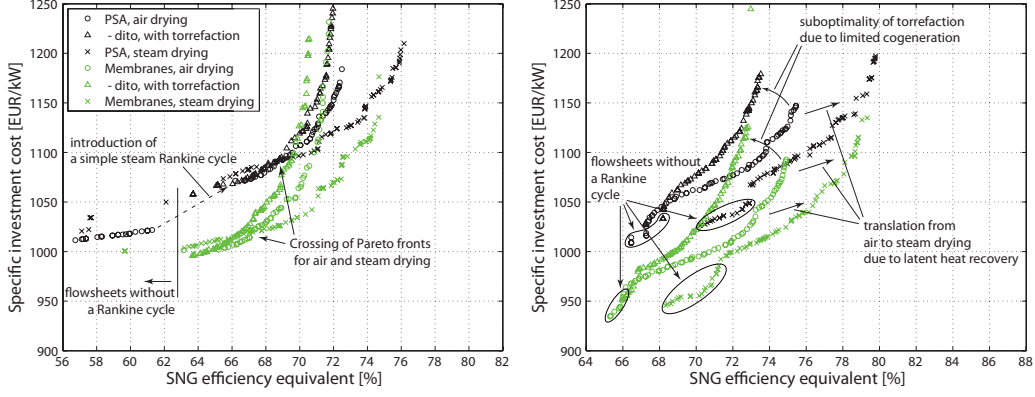 1250
1200
1150
1100
1050
1000
950
900
Specific investment cost [EUR/kW]
PSA, air drying
- dito, with torrefaction
PSA, steam drying
Membranes, air drying
- dito, with torrefaction
Membranes, steam drying
introduction of
a simple steam Rankine cycle
Crossing of Pareto fronts
for air and steam drying
flowsheets without
a Rankine cycle
56 58 60 62 64 66 68 70 72 74 76 78 80 82
SNG efficiency equivalent [%]
1250
1200
1150
1100
1050
1000
950
900
Specific investment cost [EUR/kW]
suboptimality of torrefaction
due to limited cogeneration
flowsheets without
a Rankine
cycle
translation from
air to steam drying
due to latent heat recovery
64 66 68 70 72 74 76 78 80 82 84 86 88
SNG efficiency equivalent [%]